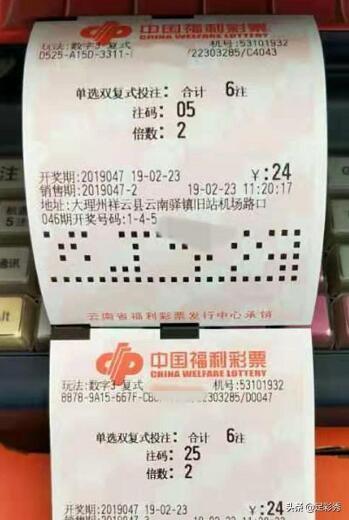 中国福利彩票
CHINA WELFARE LOTTERY
玩法:数字3-复式 机号:53101932
D525-A15D-3311- /22303285/C4043
单选双复式投注: 合计 6注
注码: 05
倍数: 2
开奖期:2019047 19-02-23 ¥:24
销售期:2019047-2 19-02-23 11:20:17
地址:大理州祥云县云南驿镇旧站机场路口
046期开奖号码:1-4-5
云南省福利彩票发行中心承销
中国福利彩票
CHINA WELFARE LOTTERY
玩法:数字3-复式 机号:53101932
8878-9A15-667F- /22303285/D0047
单选双复式投注: 合计 6注
注码: 25
倍数: 2
开奖期:2019047 19-02-23 ¥:24
头条@足彩秀